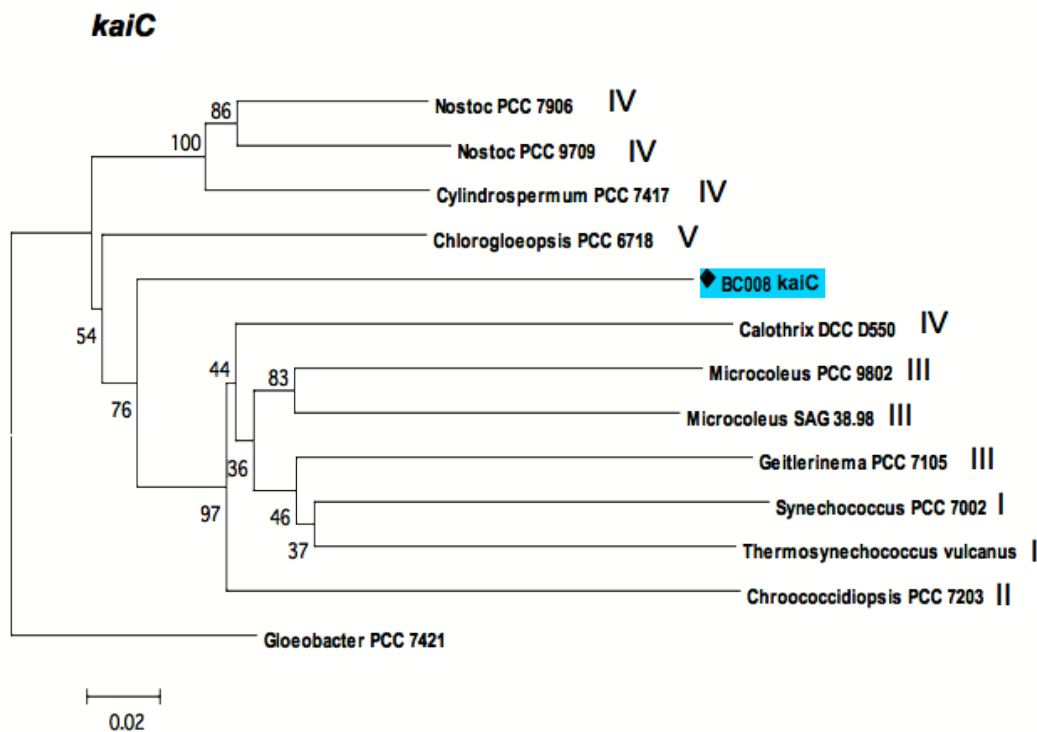 kaiC
86
Nostoc PCC 7906 IV
100
Nostoc PCC 9709 IV
Cylindrospermum PCC 7417 IV
Chlorogloeopsis PCC 6718 V
BC008 kaiC
54
Calothrix DCC D550 IV
44
83
Microcoleus PCC 9802 III
76
Microcoleus SAG 38.98 III
36
Geitlerinema PCC 7105 III
97
46
Synechococcus PCC 7002 I
37
Thermosynechococcus vulcanus I
Chroococcidiopsis PCC 7203 II
Gloeobacter PCC 7421
0.02